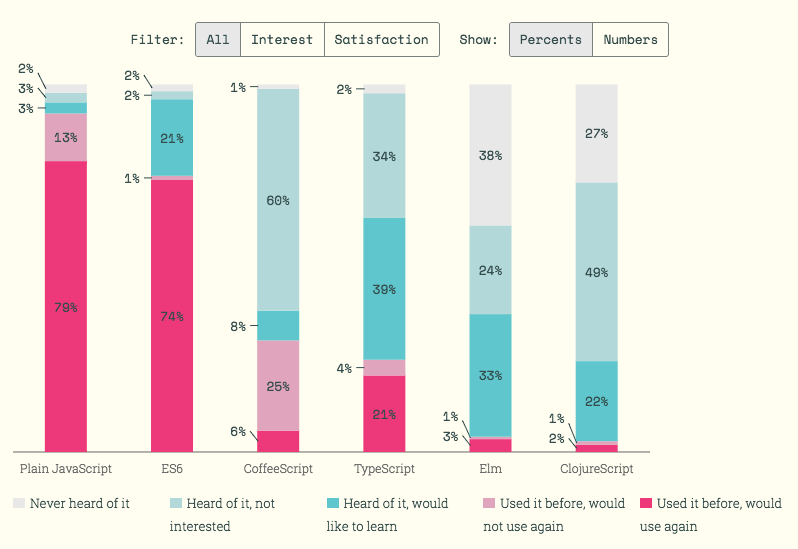 Filter: All Interest Satisfaction Show: Percents Numbers
2%
3%
3%
13%
79%
2%
2%
21%
1%
74%
1%
60%
8%
25%
6%
2%
34%
39%
4%
21%
38%
24%
33%
1%
3%
27%
49%
22%
1%
2%
Plain JavaScript ES6 CoffeeScript TypeScript Elm ClojureScript
Never heard of it
Heard of it, not
interested
Heard of it, would
like to learn
Used it before, would
not use again
Used it before, would
use again